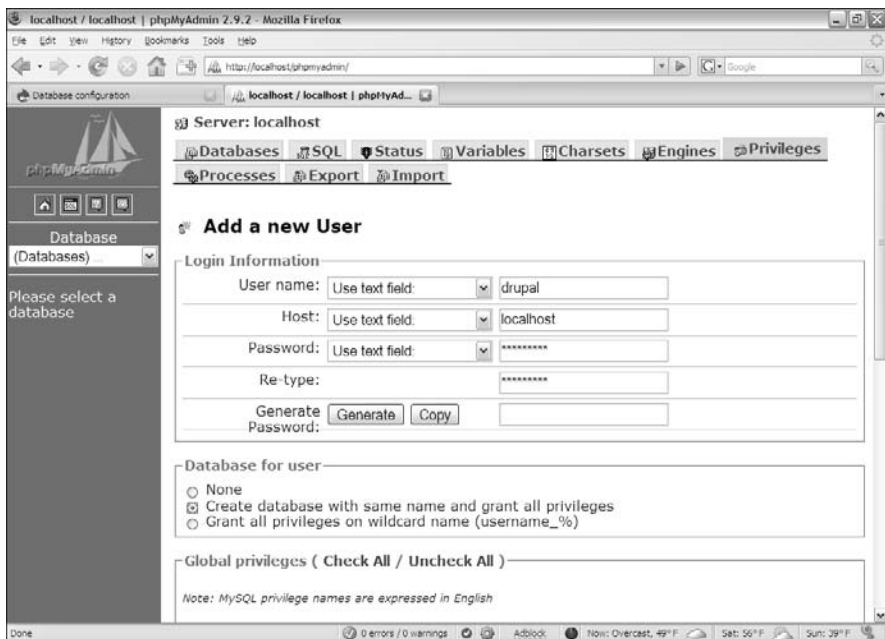 localhost / localhost | phpMyAdmin 2.9.2 - Mozilla Firefox
File Edit View History Bookmarks Tools Help
http://localhost/phpmyadmin/
Google
Database configuration
localhost / localhost | phpMyAd...
phpMyAdmin
Database
(Databases) ...
Please select a
database
Server: localhost
Databases SQL Status Variables Charsets Engines Privileges
Processes Export Import
Add a new User
Login Information
User name: Use text field: drupal
Host: Use text field: localhost
Password: Use text field: *********
Re-type: *********
Generate
Password: Generate Copy
Database for user
None
Create database with same name and grant all privileges
Grant all privileges on wildcard name (username_%)
Global privileges ( Check All / Uncheck All )
Note: MySQL privilege names are expressed in English
Done
0 errors / 0 warnings Adblock Now: Overcast, 49° F Sat: 56° F Sun: 39° F